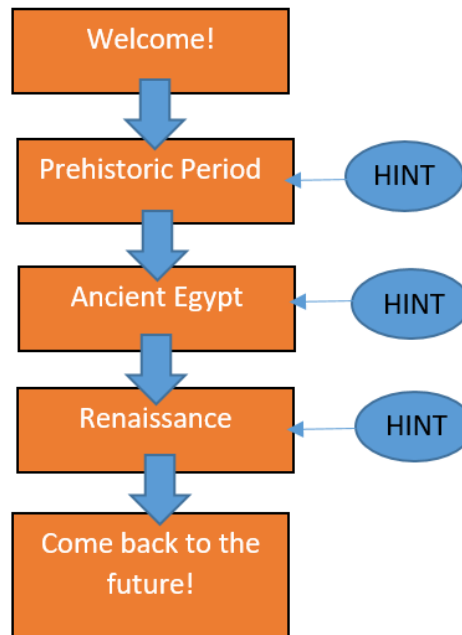 Welcome!
Prehistoric Period
HINT
Ancient Egypt
HINT
Renaissance
HINT
Come back to the
future!